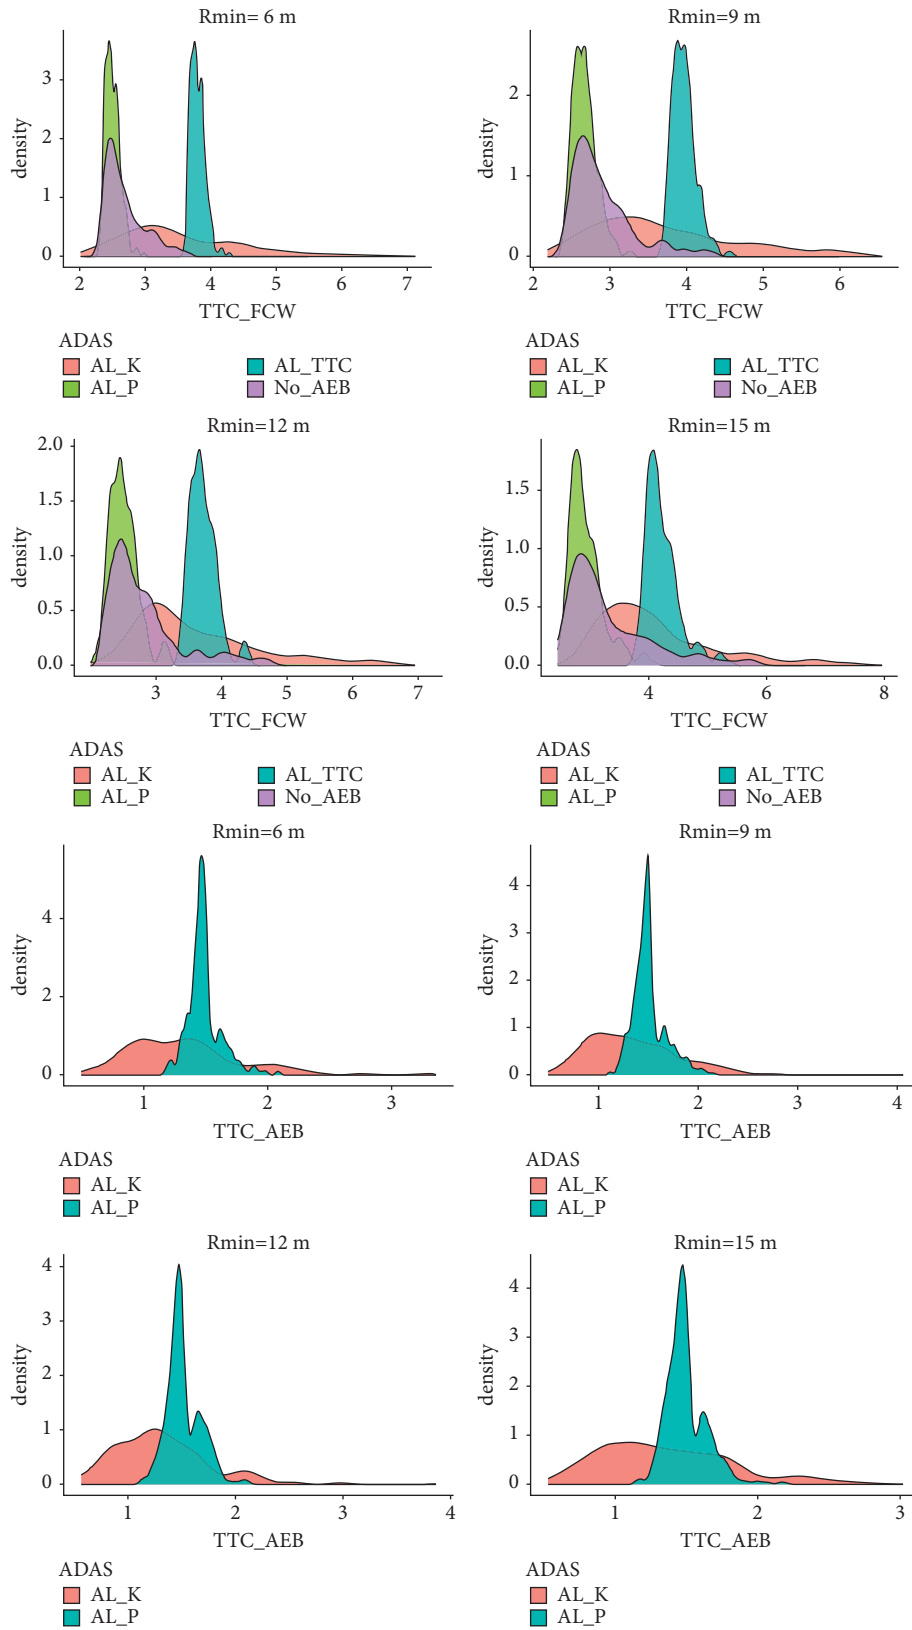 Rmin= 6 m
density
3
2
1
0
2 3 4 5 6 7
TTC_FCW
ADAS
AL_K AL_TTC
AL_P No_AEB
Rmin=9 m
density
2
1
0
2 3 4 5 6
TTC_FCW
ADAS
AL_K AL_TTC
AL_P No_AEB
Rmin=12 m
density
2.0
1.5
1.0
0.5
0.0
3 4 5 6 7
TTC_FCW
ADAS
AL_K AL_TTC
AL_P No_AEB
Rmin=15 m
density
1.5
1.0
0.5
0.0
4 6 8
TTC_FCW
ADAS
AL_K AL_TTC
AL_P No_AEB
Rmin=6 m
density
4
2
0
1 2 3
TTC_AEB
ADAS
AL_K
AL_P
Rmin=9 m
density
4
3
2
1
0
1 2 3 4
TTC_AEB
ADAS
AL_K
AL_P
Rmin=12 m
density
4
3
2
1
0
1 2 3 4
TTC_AEB
ADAS
AL_K
AL_P
Rmin=15 m
density
4
3
2
1
0
1 2 3
TTC_AEB
ADAS
AL_K
AL_P